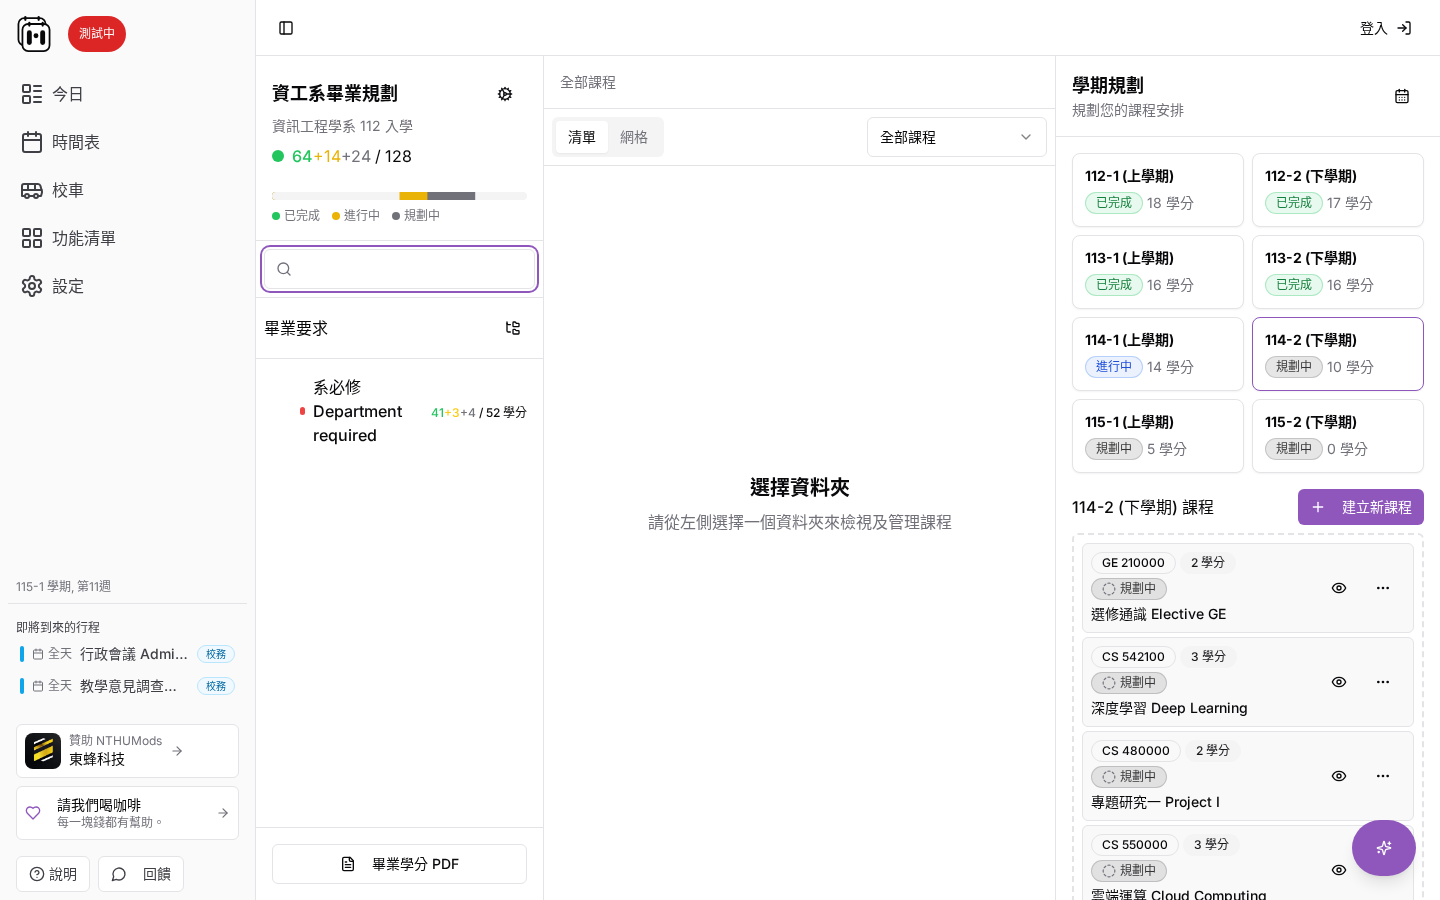 測試中
今日
時間表
校車
功能清單
設定
115-1 學期, 第11週
即將到來的行程
全天 行政會議 Admi... 校務
全天 教學意見調查... 校務
贊助 NTHUMods
東蜂科技
請我們喝咖啡
每一塊錢都有幫助。
說明
回饋
登入
資工系畢業規劃
資訊工程學系 112 入學
64+14+24 / 128
已完成 進行中 規劃中
畢業要求
系必修
Department
required
41+3+4 / 52 學分
畢業學分 PDF
全部課程
清單 網格
全部課程
選擇資料夾
請從左側選擇一個資料夾來檢視及管理課程
學期規劃
規劃您的課程安排
112-1 (上學期)
已完成 18 學分
112-2 (下學期)
已完成 17 學分
113-1 (上學期)
已完成 16 學分
113-2 (下學期)
已完成 16 學分
114-1 (上學期)
進行中 14 學分
114-2 (下學期)
規劃中 10 學分
115-1 (上學期)
規劃中 5 學分
115-2 (下學期)
規劃中 0 學分
114-2 (下學期) 課程
建立新課程
GE 210000 2 學分
規劃中
選修通識 Elective GE
CS 542100 3 學分
規劃中
深度學習 Deep Learning
CS 480000 2 學分
規劃中
專題研究一 Project I
CS 550000 3 學分
規劃中
雲端運算 Cloud Computing